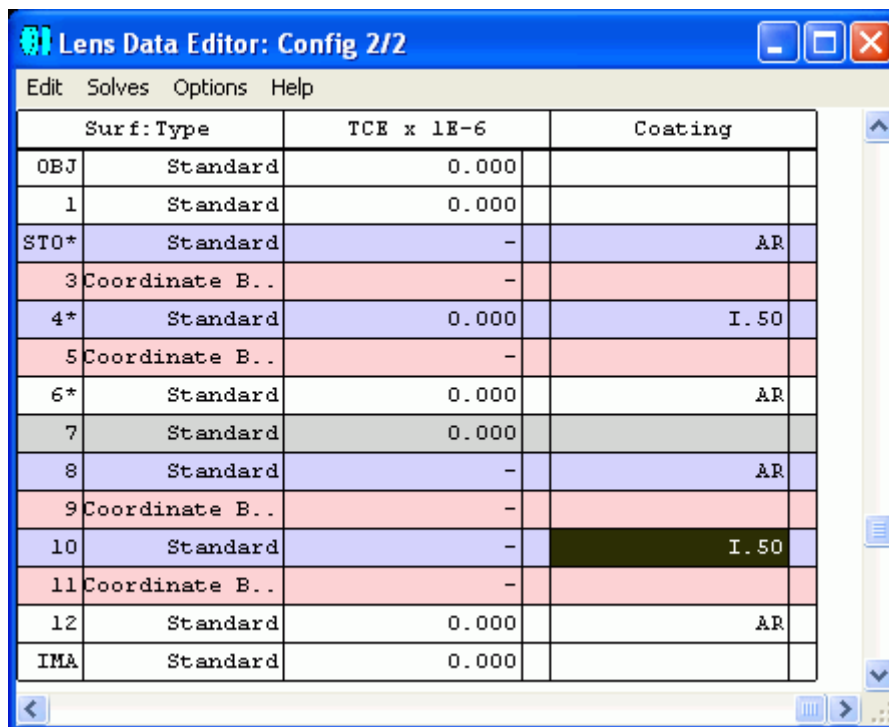 Lens Data Editor: Config 2/2
Edit Solves Options Help
Surf:Type TCE x 1E-6 Coating
OBJ Standard 0.000
1 Standard 0.000
STO* Standard - AR
3 Coordinate B.. -
4* Standard 0.000 I.50
5 Coordinate B.. -
6* Standard 0.000 AR
7 Standard 0.000
8 Standard - AR
9 Coordinate B.. -
10 Standard - I.50
11 Coordinate B.. -
12 Standard 0.000 AR
IMA Standard 0.000